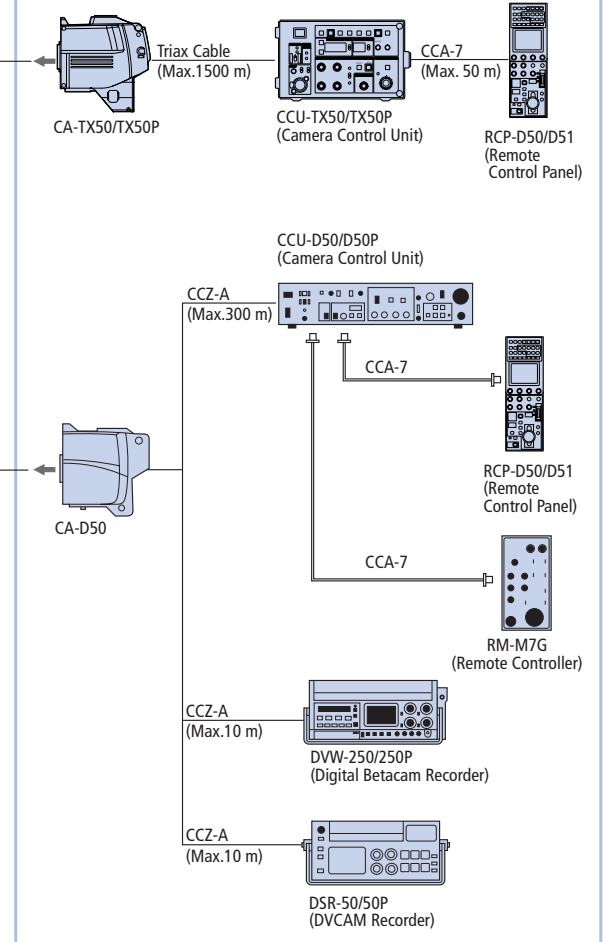 Triax Cable
(Max.1500 m)
CCA-7
(Max. 50 m)
CA-TX50/TX50P
CCU-TX50/TX50P
(Camera Control Unit)
RCP-D50/D51
(Remote
Control Panel)
CCU-D50/D50P
(Camera Control Unit)
CCZ-A
(Max.300 m)
CCA-7
RCP-D50/D51
(Remote
Control Panel)
CA-D50
CCA-7
RM-M7G
(Remote Controller)
CCZ-A
(Max.10 m)
DVW-250/250P
(Digital Betacam Recorder)
CCZ-A
(Max.10 m)
DSR-50/50P
(DVCAM Recorder)